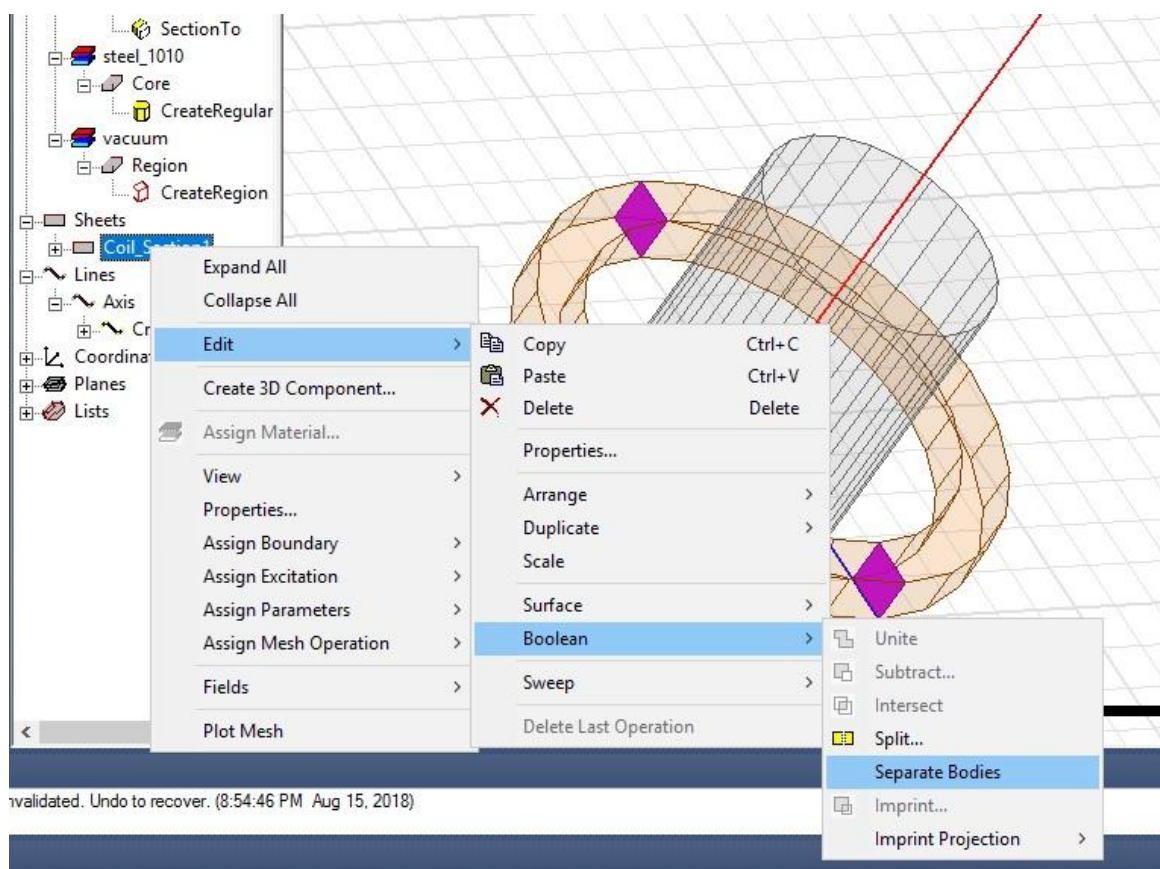 SectionTo
steel_1010
Core
CreateRegular
vacuum
Region
CreateRegion
Sheets
Coil_Section1
Lines
Axis
Cr
Coordina
Planes
Lists
Expand All
Collapse All
Edit
Create 3D Component...
Assign Material...
View
Properties...
Assign Boundary
Assign Excitation
Assign Parameters
Assign Mesh Operation
Fields
Plot Mesh
Copy Ctrl+C
Paste Ctrl+V
Delete Delete
Properties...
Arrange
Duplicate
Scale
Surface
Boolean
Sweep
Delete Last Operation
Unite
Subtract...
Intersect
Split...
Separate Bodies
Imprint...
Imprint Projection
nvalidated. Undo to recover. (8:54:46 PM Aug 15, 2018)